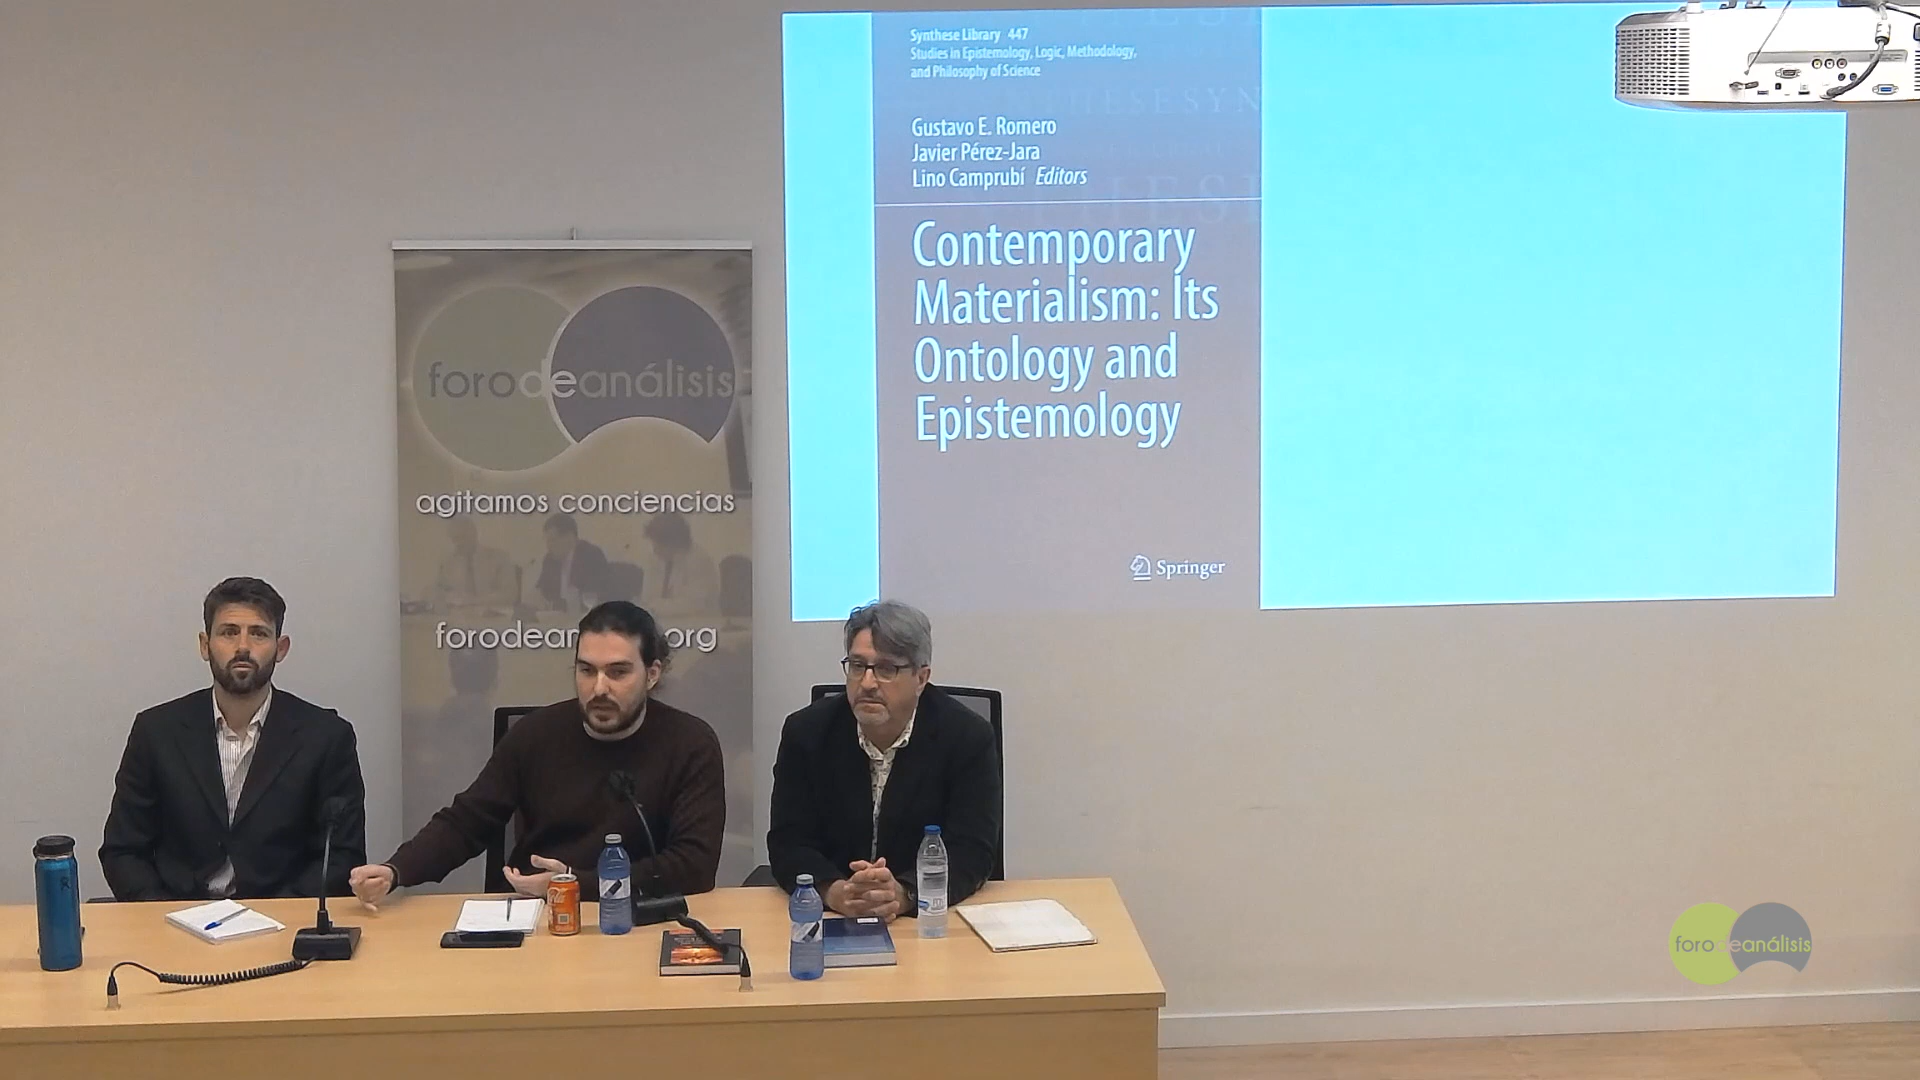 Synthese Library 447
Studies in Epistemology, Logic, Methodology,
and Philosophy of Science
Gustavo E. Romero
Javier Pérez-Jara
Lino Camprubí Editors
Contemporary
Materialism: Its
Ontology and
Epistemology
Springer
forodeanálisis
agitamos conciencias
org
forodeanálisis